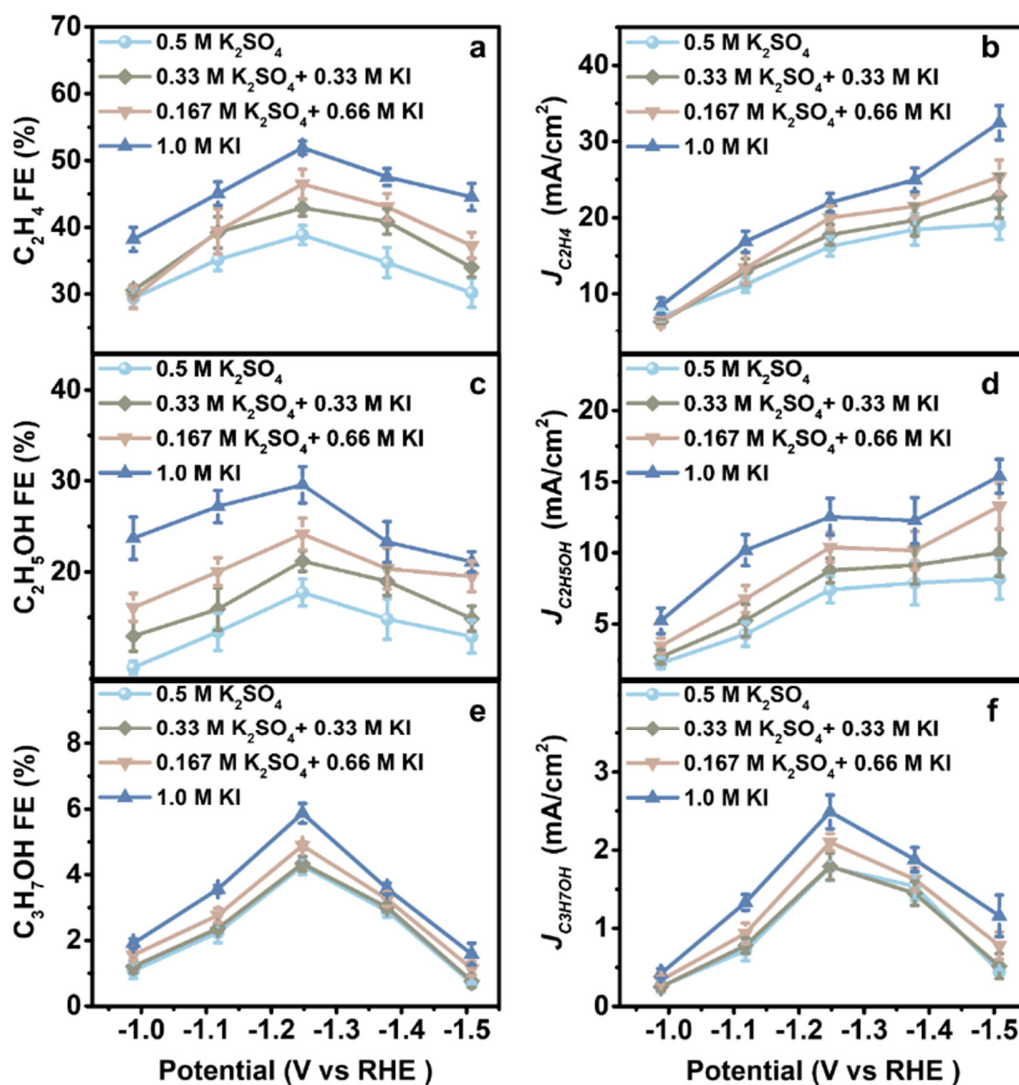 C₂H₄ FE (%)
70
60
50
40
30
0.5 M K₂SO₄
0.33 M K₂SO₄+ 0.33 M KI
0.167 M K₂SO₄+ 0.66 M KI
1.0 M KI
a
J_C2H4 (mA/cm²)
40
30
20
10
0.5 M K₂SO₄
0.33 M K₂SO₄+ 0.33 M KI
0.167 M K₂SO₄+ 0.66 M KI
1.0 M KI
b
C₂H₅OH FE (%)
40
30
20
0.5 M K₂SO₄
0.33 M K₂SO₄+ 0.33 M KI
0.167 M K₂SO₄+ 0.66 M KI
1.0 M KI
c
J_C2H5OH (mA/cm²)
20
15
10
5
0.5 M K₂SO₄
0.33 M K₂SO₄+ 0.33 M KI
0.167 M K₂SO₄+ 0.66 M KI
1.0 M KI
d
C₃H₇OH FE (%)
8
6
4
2
0
0.5 M K₂SO₄
0.33 M K₂SO₄+ 0.33 M KI
0.167 M K₂SO₄+ 0.66 M KI
1.0 M KI
e
-1.0 -1.1 -1.2 -1.3 -1.4 -1.5
Potential (V vs RHE )
J_C3H7OH (mA/cm²)
3
2
1
0
0.5 M K₂SO₄
0.33 M K₂SO₄+ 0.33 M KI
0.167 M K₂SO₄+ 0.66 M KI
1.0 M KI
f
-1.0 -1.1 -1.2 -1.3 -1.4 -1.5
Potential (V vs RHE )